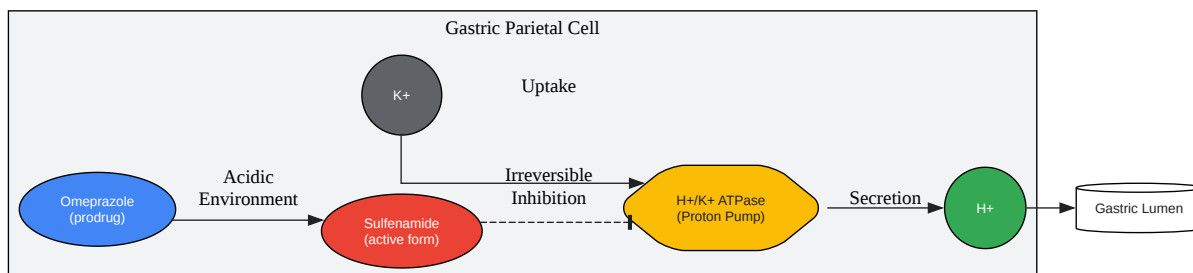 Gastric Parietal Cell
K+
Uptake
Omeprazole
(prodrug)
Acidic
Environment
Sulfenamide
(active form)
Irreversible
Inhibition
H+/K+ ATPase
(Proton Pump)
Secretion
H+
Gastric Lumen